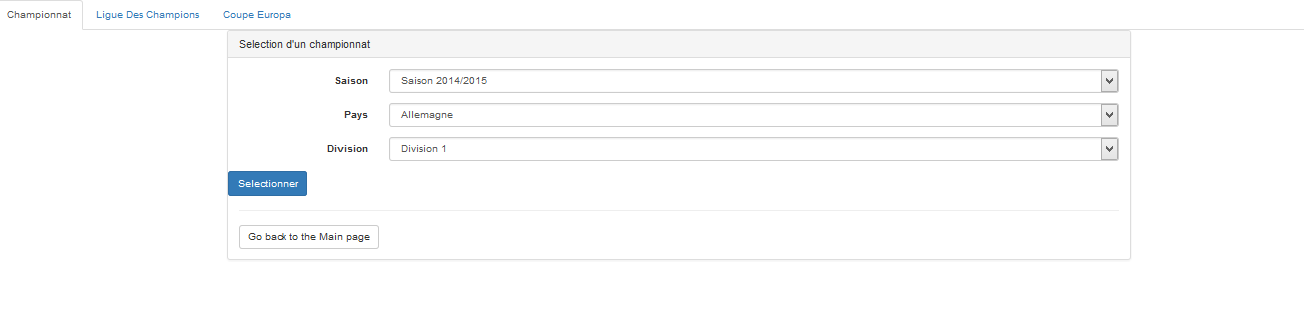 Championnat Ligue Des Champions Coupe Europa
Selection d'un championnat
Saison Saison 2014/2015
Pays Allemagne
Division Division 1
Selectionner
Go back to the Main page